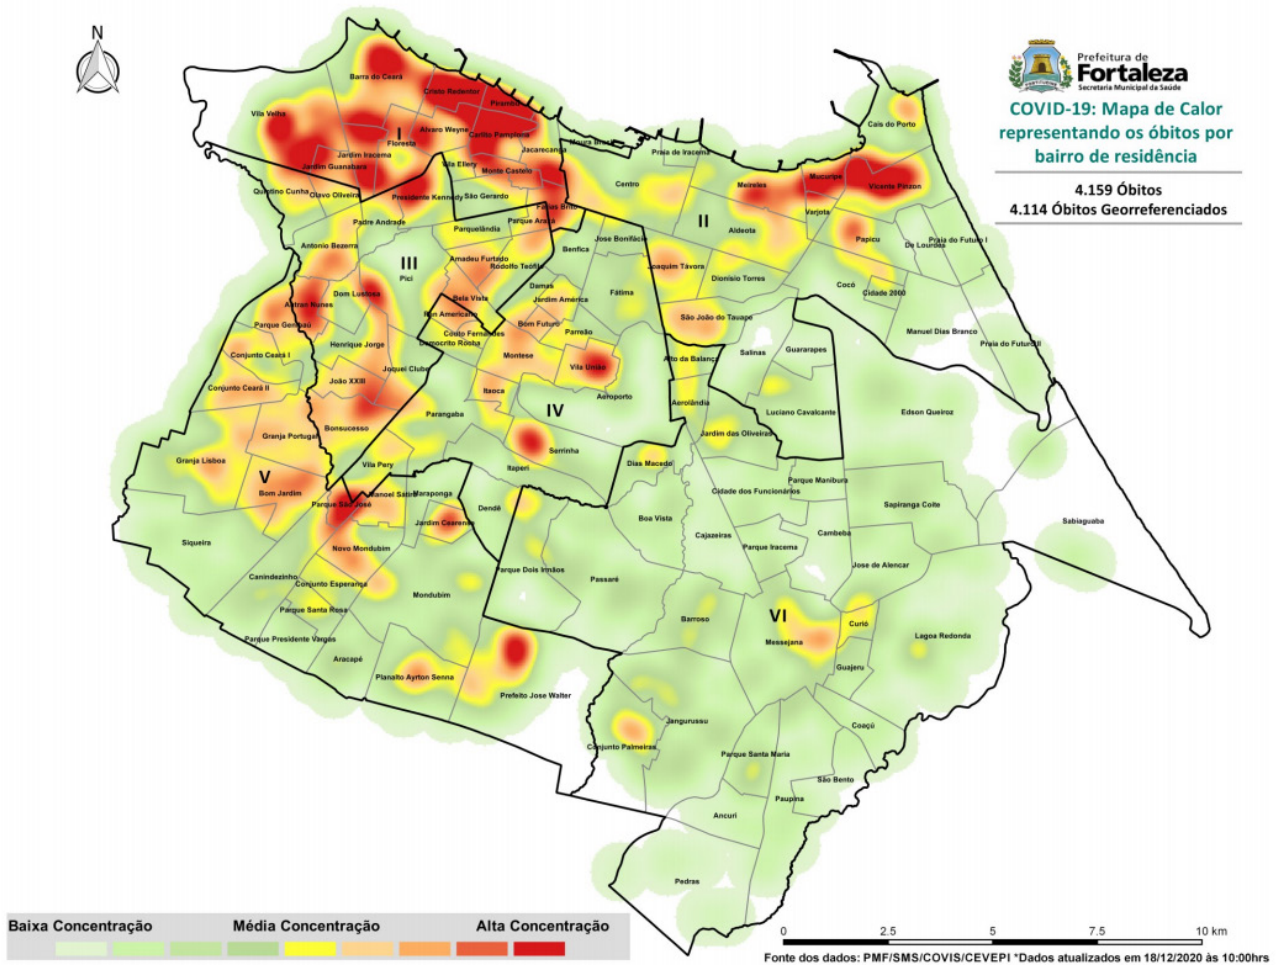 N
Prefeitura de
Fortaleza
Secretaria Municipal da Saúde
COVID-19: Mapa de Calor
representando os óbitos por
bairro de residência
4.159 Óbitos
4.114 Óbitos Georreferenciados
Barra do Ceará
Cristo Redentor
Pirambu
Vila Velha
I
Floresta
Alvaro Weyne
Carlito Pamplona
Jacarecanga
Moura Brasil
Jardim Iracema
Jardim Guanabara
Vila Ellery
Monte Castelo
Quintino Cunha
Olavo Oliveira
Presidente Kennedy
São Gerardo
Farias Brito
Cais do Porto
Praia de Iracema
Centro
Meireles
Mucuripe
Vicente Pinzon
II
Varjota
Aldeota
Papicu
De Lourdes
Praia do Futuro I
Padre Andrade
Parque Araxá
Parquelândia
Antonio Bezerra
III
Pici
Amadeu Furtado
Rodolfo Teófilo
Benfica
Jose Bonifácio
Joaquim Távora
Dionísio Torres
Cocó
Cidade 2000
Damas
Jardim América
Fátima
Dom Lustosa
Autran Nunes
Bela Vista
Pan Americano
Couto Fernandes
Democrito Rocha
Bom Futuro
Parreão
São João do Tauape
Manuel Dias Branco
Praia do Futuro II
Parque Genibaú
Henrique Jorge
Conjunto Ceará I
Joquei Clube
Montese
Vila União
Alto da Balança
Salinas
Guararapes
João XXIII
Conjunto Ceará II
Itaoca
Aeroporto
Aerolândia
IV
Parangaba
Luciano Cavalcante
Edson Queiroz
Bonsucesso
Granja Portugal
Jardim das Oliveiras
Serrinha
Granja Lisboa
Vila Pery
Itaperi
Dias Macedo
V
Bom Jardim
Parque São José
Manoel Satiro
Maraponga
Dendê
Jardim Cearense
Boa Vista
Cidade dos Funcionários
Parque Manibura
Sapiranga Coite
Sabiaguaba
Cajazeiras
Cambeba
Parque Iracema
Jose de Alencar
Siqueira
Novo Mondubim
Canindezinho
Conjunto Esperança
Mondubim
Parque Dois Irmãos
Passaré
Parque Santa Rosa
Barroso
VI
Messejana
Curió
Lagoa Redonda
Parque Presidente Vargas
Aracapé
Guajeru
Planalto Ayrton Senna
Prefeito Jose Walter
Jangurussu
Coaçú
Conjunto Palmeiras
Parque Santa Maria
São Bento
Paupina
Ancuri
Pedras
Baixa Concentração
Média Concentração
Alta Concentração
0 2.5 5 7.5 10 km
Fonte dos dados: PMF/SMS/COVIS/CEVEPI *Dados atualizados em 18/12/2020 às 10:00hrs